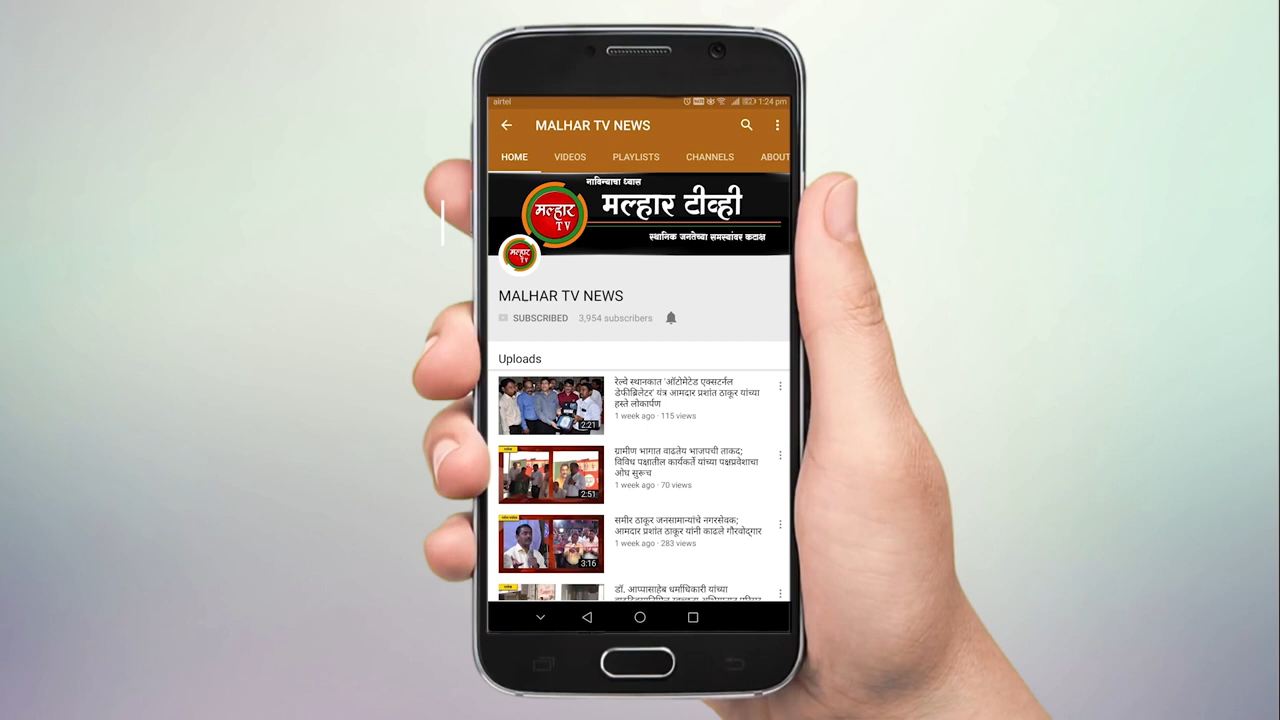 airtel
1:24 pm
MALHAR TV NEWS
HOME VIDEOS PLAYLISTS CHANNELS ABOUT
नाविन्याचा ध्यास
मल्हार टीव्ही
स्थानिक जनतेच्या समस्यांवर कटाक्ष
मल्हार
TV
मल्हार
TV
MALHAR TV NEWS
SUBSCRIBED 3,954 subscribers
Uploads
रेल्वे स्थानकात 'ऑटोमेटेड एक्सटर्नल
डेफीब्रिलेटर' यंत्र आमदार प्रशांत ठाकूर यांच्या
हस्ते लोकार्पण
1 week ago · 115 views
2:21
ग्रामीण भागात वाढतेय भाजपची ताकद;
विविध पक्षातील कार्यकर्ते यांच्या पक्षप्रवेशाचा
ओघ सुरूच
1 week ago · 70 views
2:51
समीर ठाकूर जनसामान्यांचे नगरसेवक;
आमदार प्रशांत ठाकूर यांनी काढले गौरवोद्गार
1 week ago · 283 views
3:16
डॉ. आप्पासाहेब धर्माधिकारी यांच्या